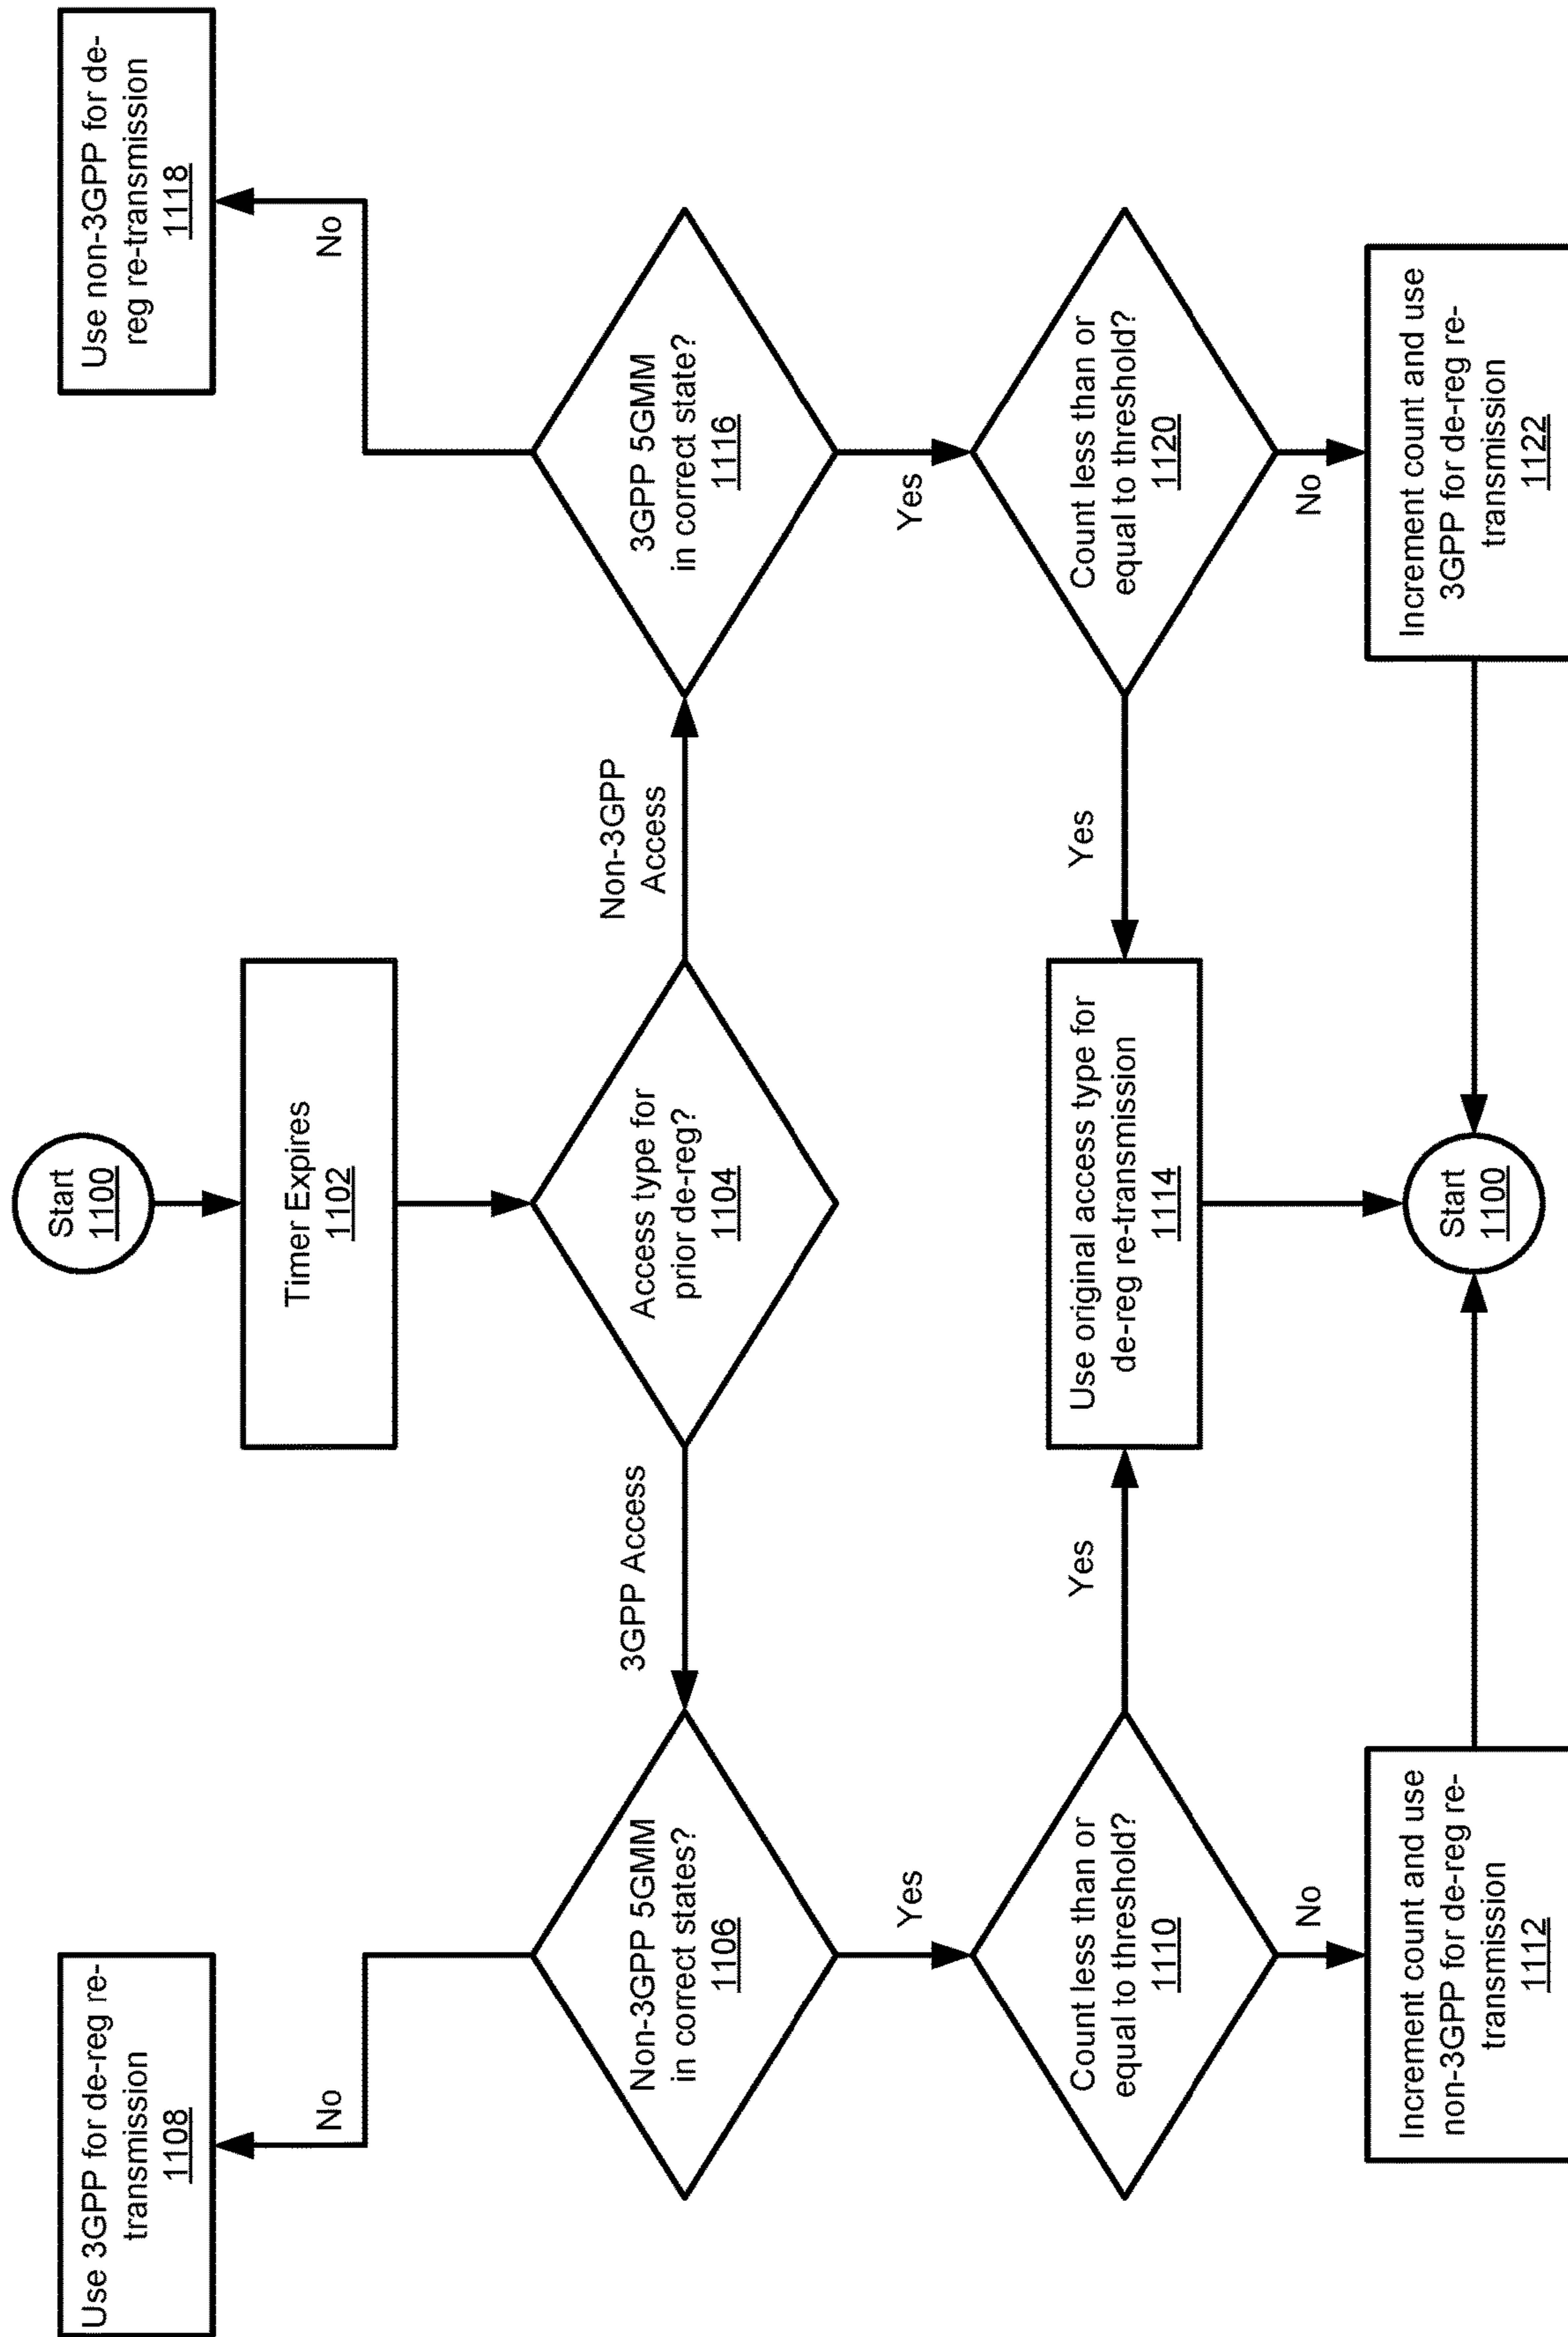 Start
1100
Timer Expires
1102
Access type for
prior de-reg?
1104
3GPP Access
Non-3GPP
Access
Use 3GPP for de-reg re-
transmission
1108
No
Non-3GPP 5GMM
in correct states?
1106
Yes
Count less than or
equal to threshold?
1110
Yes
No
Increment count and use
non-3GPP for de-reg re-
transmission
1112
Use original access type for
de-reg re-transmission
1114
Use non-3GPP for de-
reg re-transmission
1118
No
3GPP 5GMM
in correct state?
1116
Yes
Count less than or
equal to threshold?
1120
Yes
No
Increment count and use
3GPP for de-reg re-
transmission
1122
Start
1100